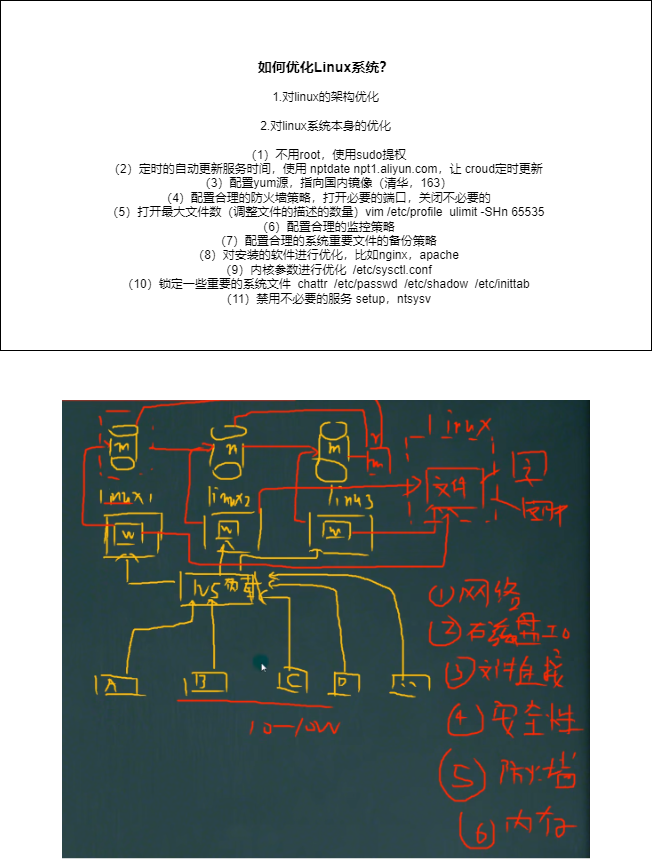 如何优化Linux系统?
1.对linux的架构优化
2.对linux系统本身的优化
（1）不用root，使用sudo提权
（2）定时的自动更新服务时间，使用 nptdate npt1.aliyun.com，让 croud定时更新
（3）配置yum源，指向国内镜像（清华，163）
（4）配置合理的防火墙策略，打开必要的端口，关闭不必要的
（5）打开最大文件数（调整文件的描述的数量）vim /etc/profile  ulimit -SHn 65535
（6）配置合理的监控策略
（7）配置合理的系统重要文件的备份策略
（8）对安装的软件进行优化，比如nginx，apache
（9）内核参数进行优化  /etc/sysctl.conf
（10）锁定一些重要的系统文件  chattr  /etc/passwd  /etc/shadow  /etc/inittab
（11）禁用不必要的服务 setup，ntsysv
m n m
linux
文件
linux1 linux2 linu3
w w w
lvs
A B C D
10-10W
①网络
②磁盘IO
③文件
④安全性
⑤防火墙
⑥内存